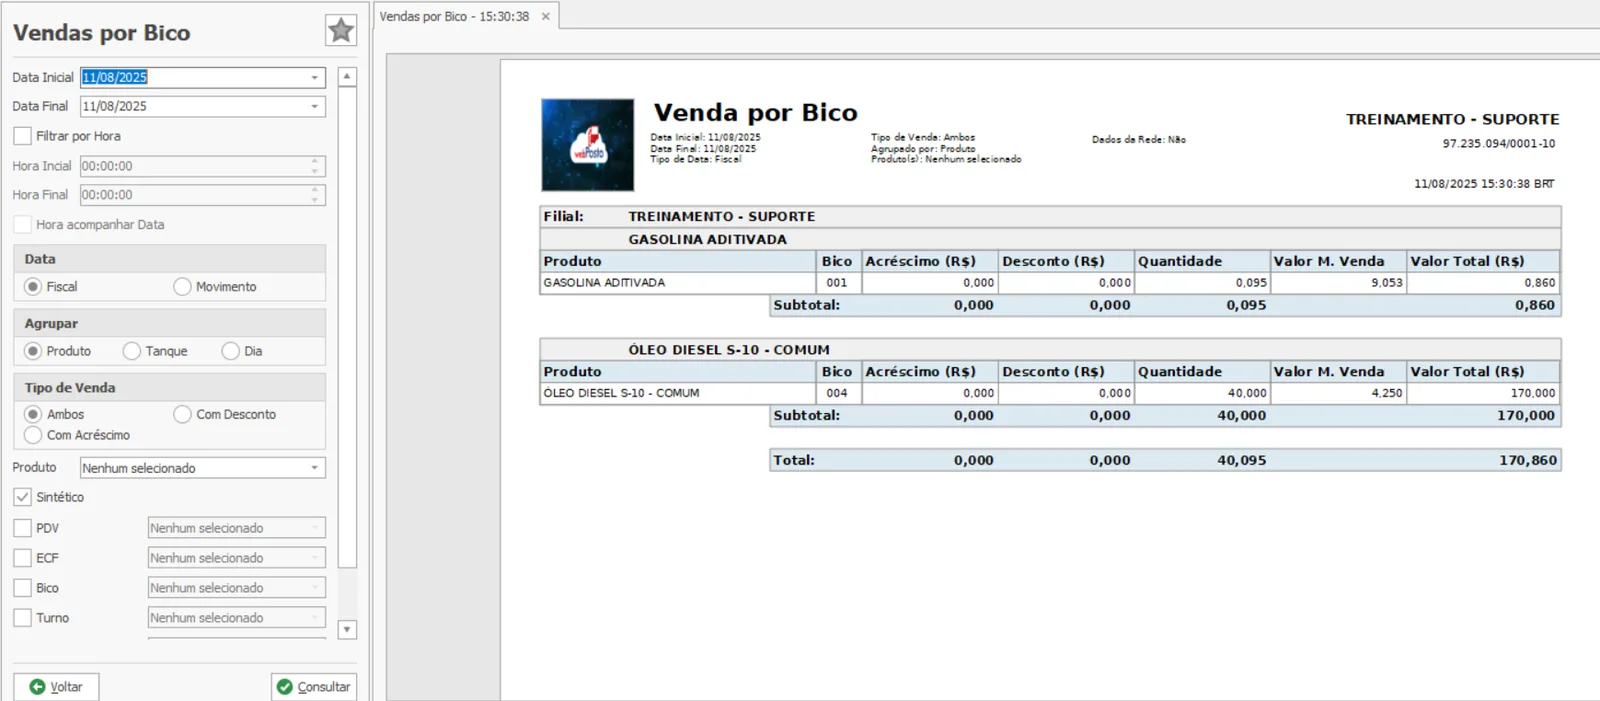 Vendas por Bico
Data Inicial 11/08/2025
Data Final 11/08/2025
Filtrar por Hora
Hora Incial 00:00:00
Hora Final 00:00:00
Hora acompanhar Data
Data
Fiscal Movimento
Agrupar
Produto Tanque Dia
Tipo de Venda
Ambos Com Desconto
Com Acréscimo
Produto Nenhum selecionado
Sintético
PDV Nenhum selecionado
ECF Nenhum selecionado
Bico Nenhum selecionado
Turno Nenhum selecionado
Voltar Consultar
Vendas por Bico - 15:30:38
webPosto
Venda por Bico
Data Inicial: 11/08/2025
Data Final: 11/08/2025
Tipo de Data: Fiscal
Tipo de Venda: Ambos
Agrupado por: Produto
Produto(s): Nenhum selecionado
Dados da Rede: Não
TREINAMENTO - SUPORTE
97.235.094/0001-10
11/08/2025 15:30:38 BRT
Filial: TREINAMENTO - SUPORTE
GASOLINA ADITIVADA
Produto Bico Acréscimo (R$) Desconto (R$) Quantidade Valor M. Venda Valor Total (R$)
GASOLINA ADITIVADA 001 0,000 0,000 0,095 9,053 0,860
Subtotal: 0,000 0,000 0,095 0,860
ÓLEO DIESEL S-10 - COMUM
Produto Bico Acréscimo (R$) Desconto (R$) Quantidade Valor M. Venda Valor Total (R$)
ÓLEO DIESEL S-10 - COMUM 004 0,000 0,000 40,000 4,250 170,000
Subtotal: 0,000 0,000 40,000 170,000
Total: 0,000 0,000 40,095 170,860